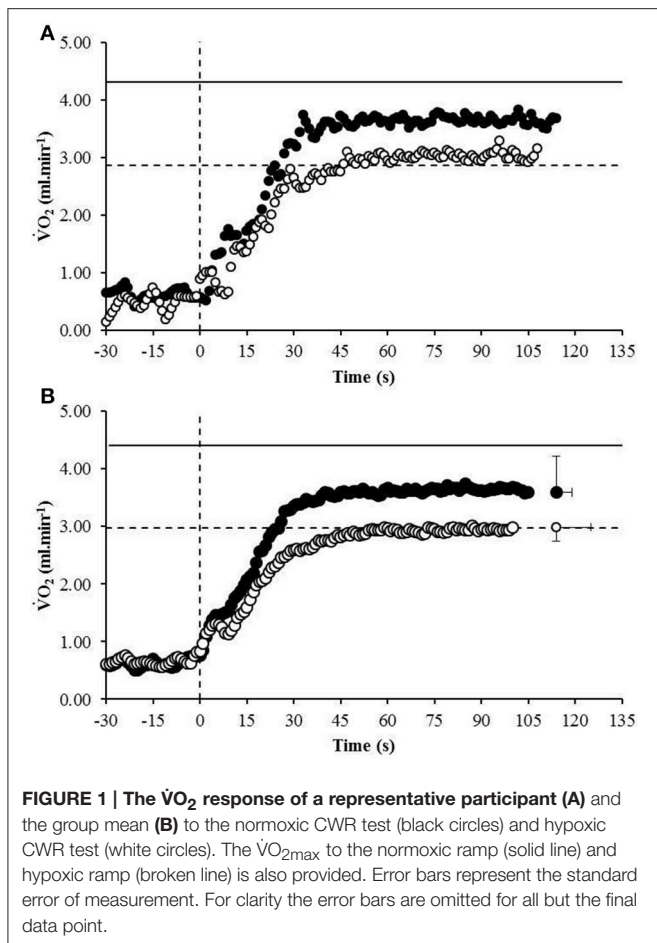 A
5.00
4.00
3.00
2.00
1.00
0.00
V̇O₂ (ml.min⁻¹)
-30 -15 0 15 30 45 60 75 90 105 120 135
Time (s)
B
5.00
4.00
3.00
2.00
1.00
0.00
V̇O₂ (ml.min⁻¹)
-30 -15 0 15 30 45 60 75 90 105 120 135
Time (s)
FIGURE 1 | The V̇O₂ response of a representative participant (A) and
the group mean (B) to the normoxic CWR test (black circles) and hypoxic
CWR test (white circles). The V̇O₂max to the normoxic ramp (solid line) and
hypoxic ramp (broken line) is also provided. Error bars represent the standard
error of measurement. For clarity the error bars are omitted for all but the final
data point.